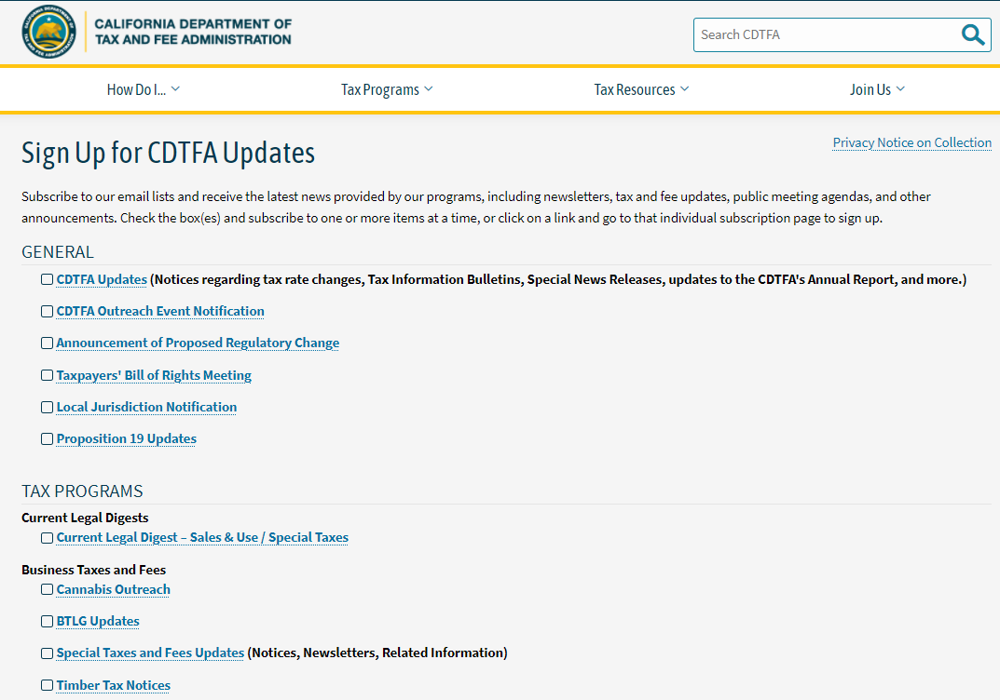 CALIFORNIA DEPARTMENT OF
TAX AND FEE ADMINISTRATION
Search CDTFA
How Do I...
Tax Programs
Tax Resources
Join Us
Sign Up for CDTFA Updates
Privacy Notice on Collection
Subscribe to our email lists and receive the latest news provided by our programs, including newsletters, tax and fee updates, public meeting agendas, and other
announcements. Check the box(es) and subscribe to one or more items at a time, or click on a link and go to that individual subscription page to sign up.
GENERAL
CDTFA Updates (Notices regarding tax rate changes, Tax Information Bulletins, Special News Releases, updates to the CDTFA's Annual Report, and more.)
CDTFA Outreach Event Notification
Announcement of Proposed Regulatory Change
Taxpayers' Bill of Rights Meeting
Local Jurisdiction Notification
Proposition 19 Updates
TAX PROGRAMS
Current Legal Digests
Current Legal Digest – Sales & Use / Special Taxes
Business Taxes and Fees
Cannabis Outreach
BTLG Updates
Special Taxes and Fees Updates (Notices, Newsletters, Related Information)
Timber Tax Notices